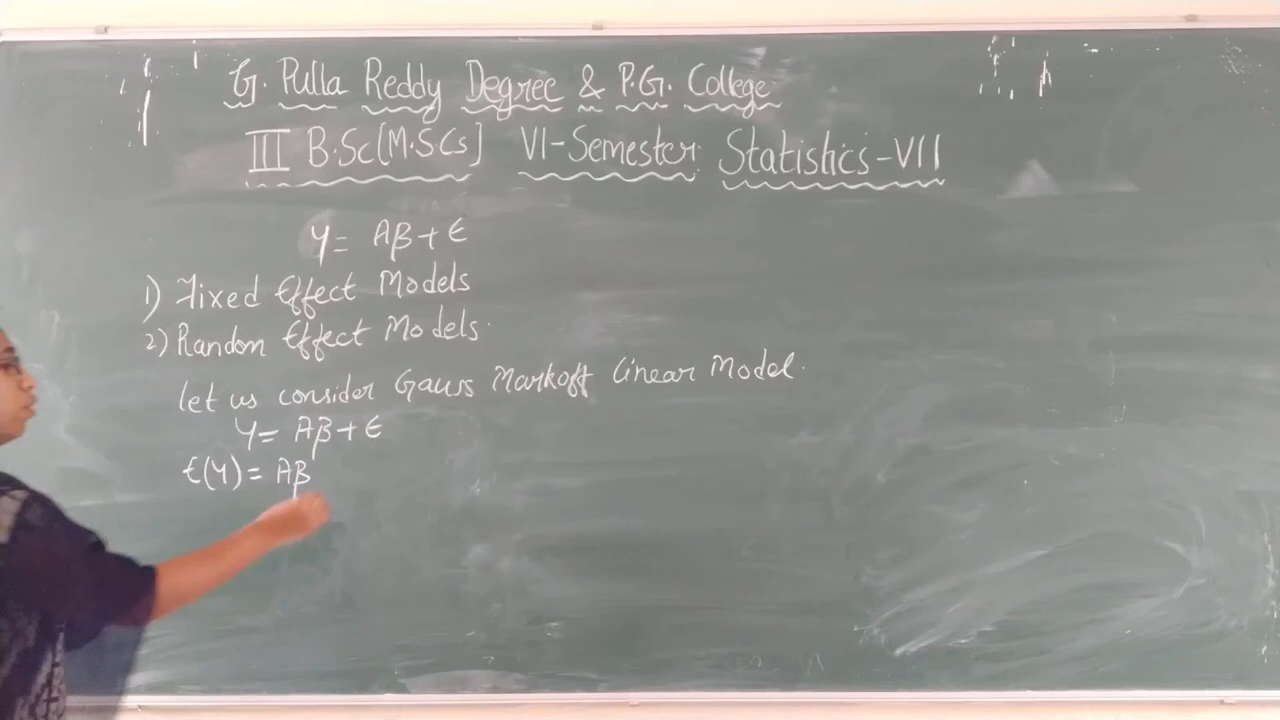 G. Pulla Reddy Degree & P.G. College
III B.Sc[M.SCs] VI-Semester Statistics-VII
Y = Aβ + ϵ
1) Fixed Effect Models
2) Random Effect Models.
let us consider Gauss Markoff linear Model.
Y = Aβ + ϵ
E(Y) = Aβ